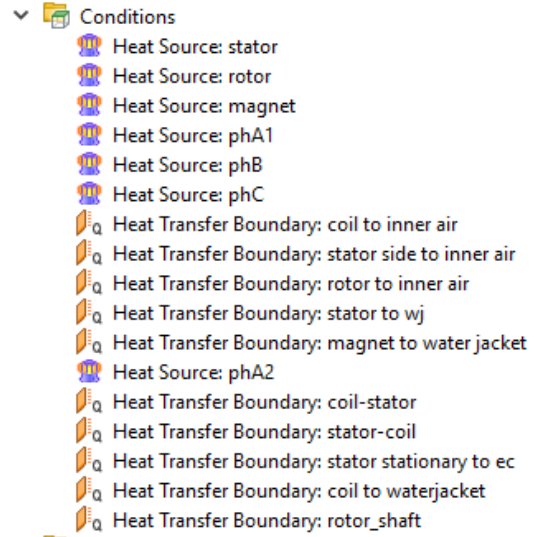 Conditions
Heat Source: stator
Heat Source: rotor
Heat Source: magnet
Heat Source: phA1
Heat Source: phB
Heat Source: phC
Heat Transfer Boundary: coil to inner air
Heat Transfer Boundary: stator side to inner air
Heat Transfer Boundary: rotor to inner air
Heat Transfer Boundary: stator to wj
Heat Transfer Boundary: magnet to water jacket
Heat Source: phA2
Heat Transfer Boundary: coil-stator
Heat Transfer Boundary: stator-coil
Heat Transfer Boundary: stator stationary to ec
Heat Transfer Boundary: coil to waterjacket
Heat Transfer Boundary: rotor_shaft